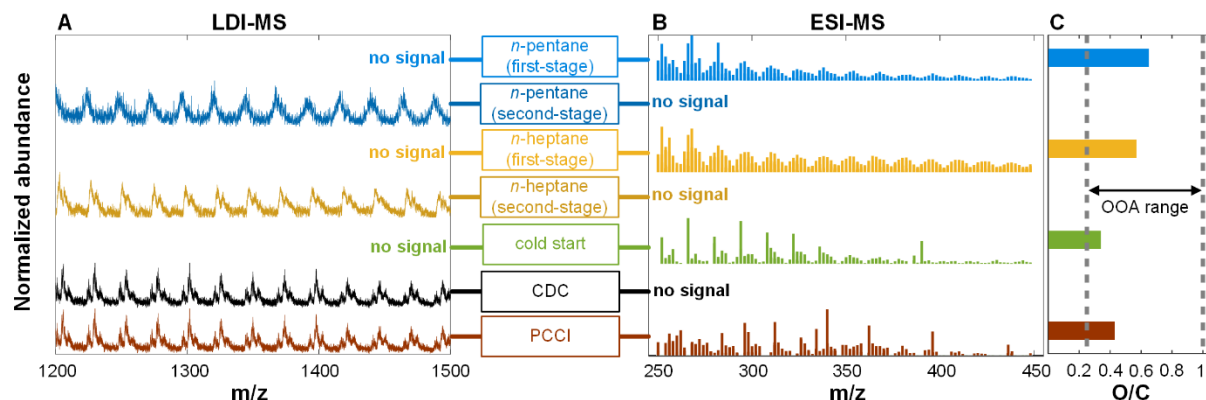 A LDI-MS B ESI-MS C
Normalized abundance
no signal
n-pentane
(first-stage)
n-pentane
(second-stage)
no signal
no signal
n-heptane
(first-stage)
n-heptane
(second-stage)
no signal
OOA range
no signal
cold start
CDC
no signal
PCCI
1200 1300 1400 1500
250 300 350 400 450
0.2 0.4 0.6 0.8 1
m/z
m/z
O/C